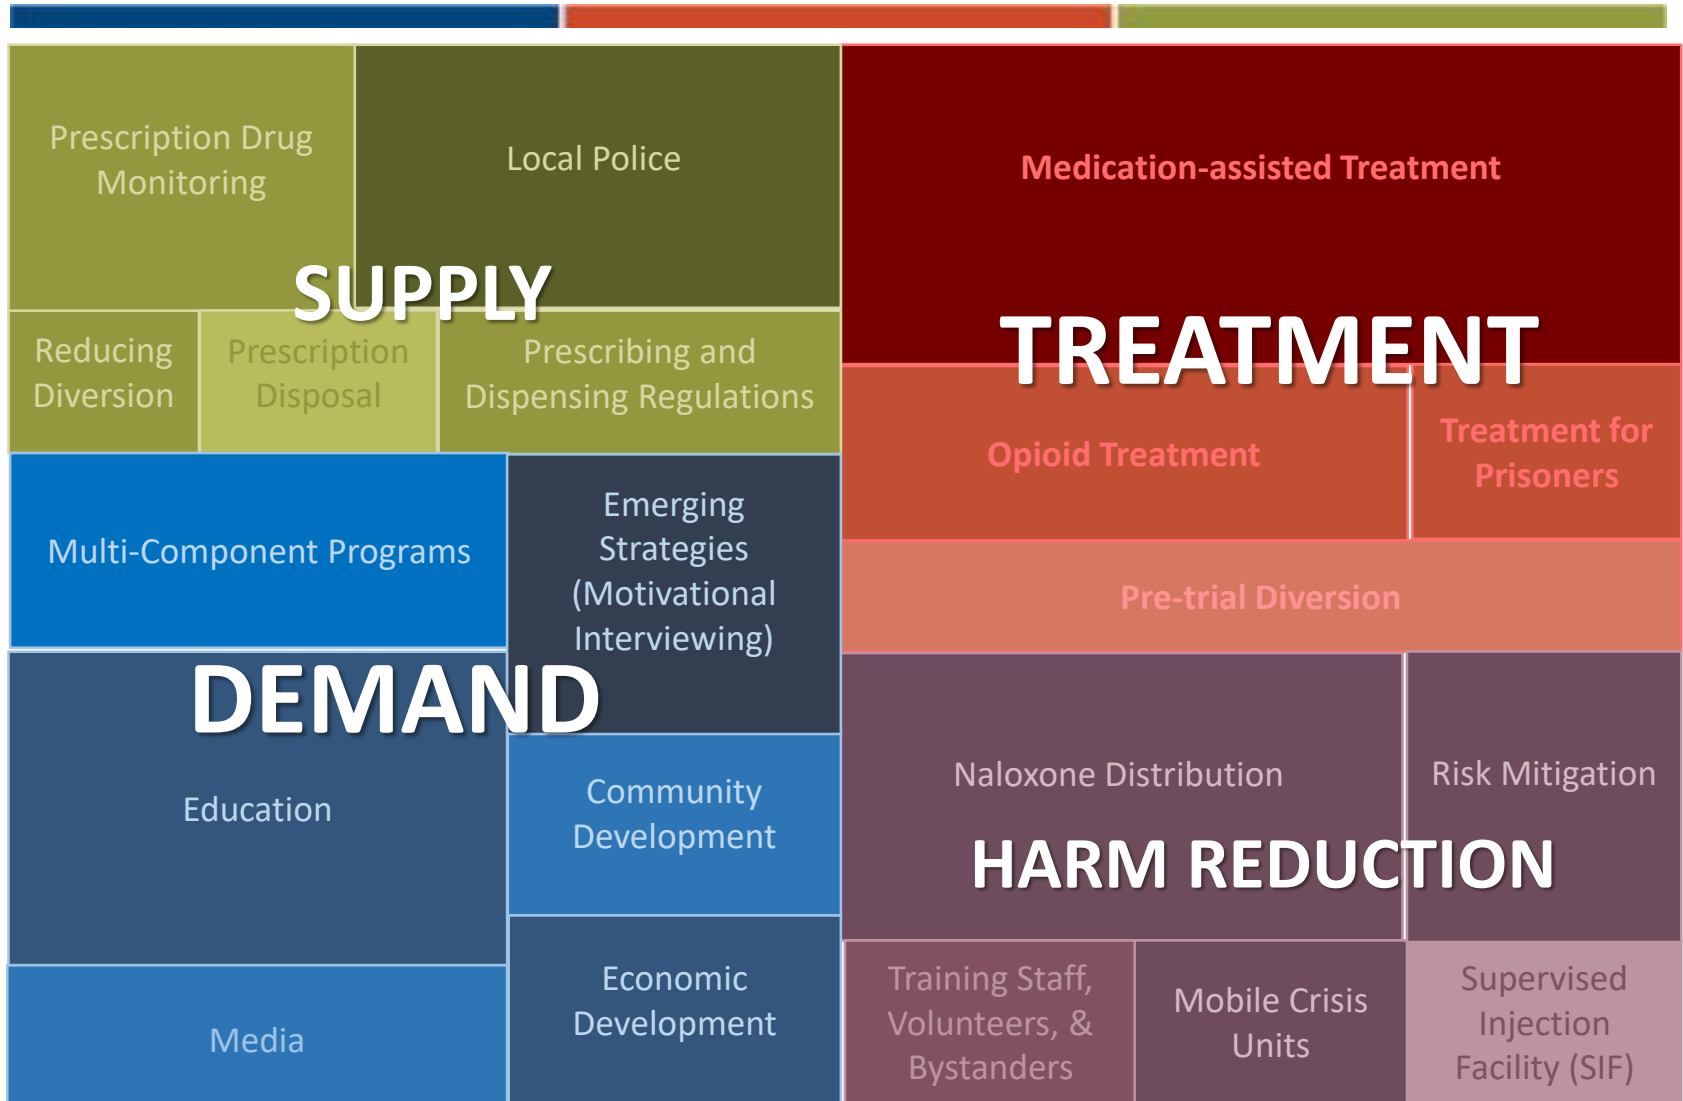 Prescription Drug
Monitoring
Local Police
SUPPLY
Reducing
Diversion
Prescription
Disposal
Prescribing and
Dispensing Regulations
Medication-assisted Treatment
TREATMENT
Opioid Treatment
Treatment for
Prisoners
Pre-trial Diversion
Multi-Component Programs
Emerging
Strategies
(Motivational
Interviewing)
DEMAND
Education
Community
Development
Media
Economic
Development
Naloxone Distribution
Risk Mitigation
HARM REDUCTION
Training Staff,
Volunteers, &
Bystanders
Mobile Crisis
Units
Supervised
Injection
Facility (SIF)